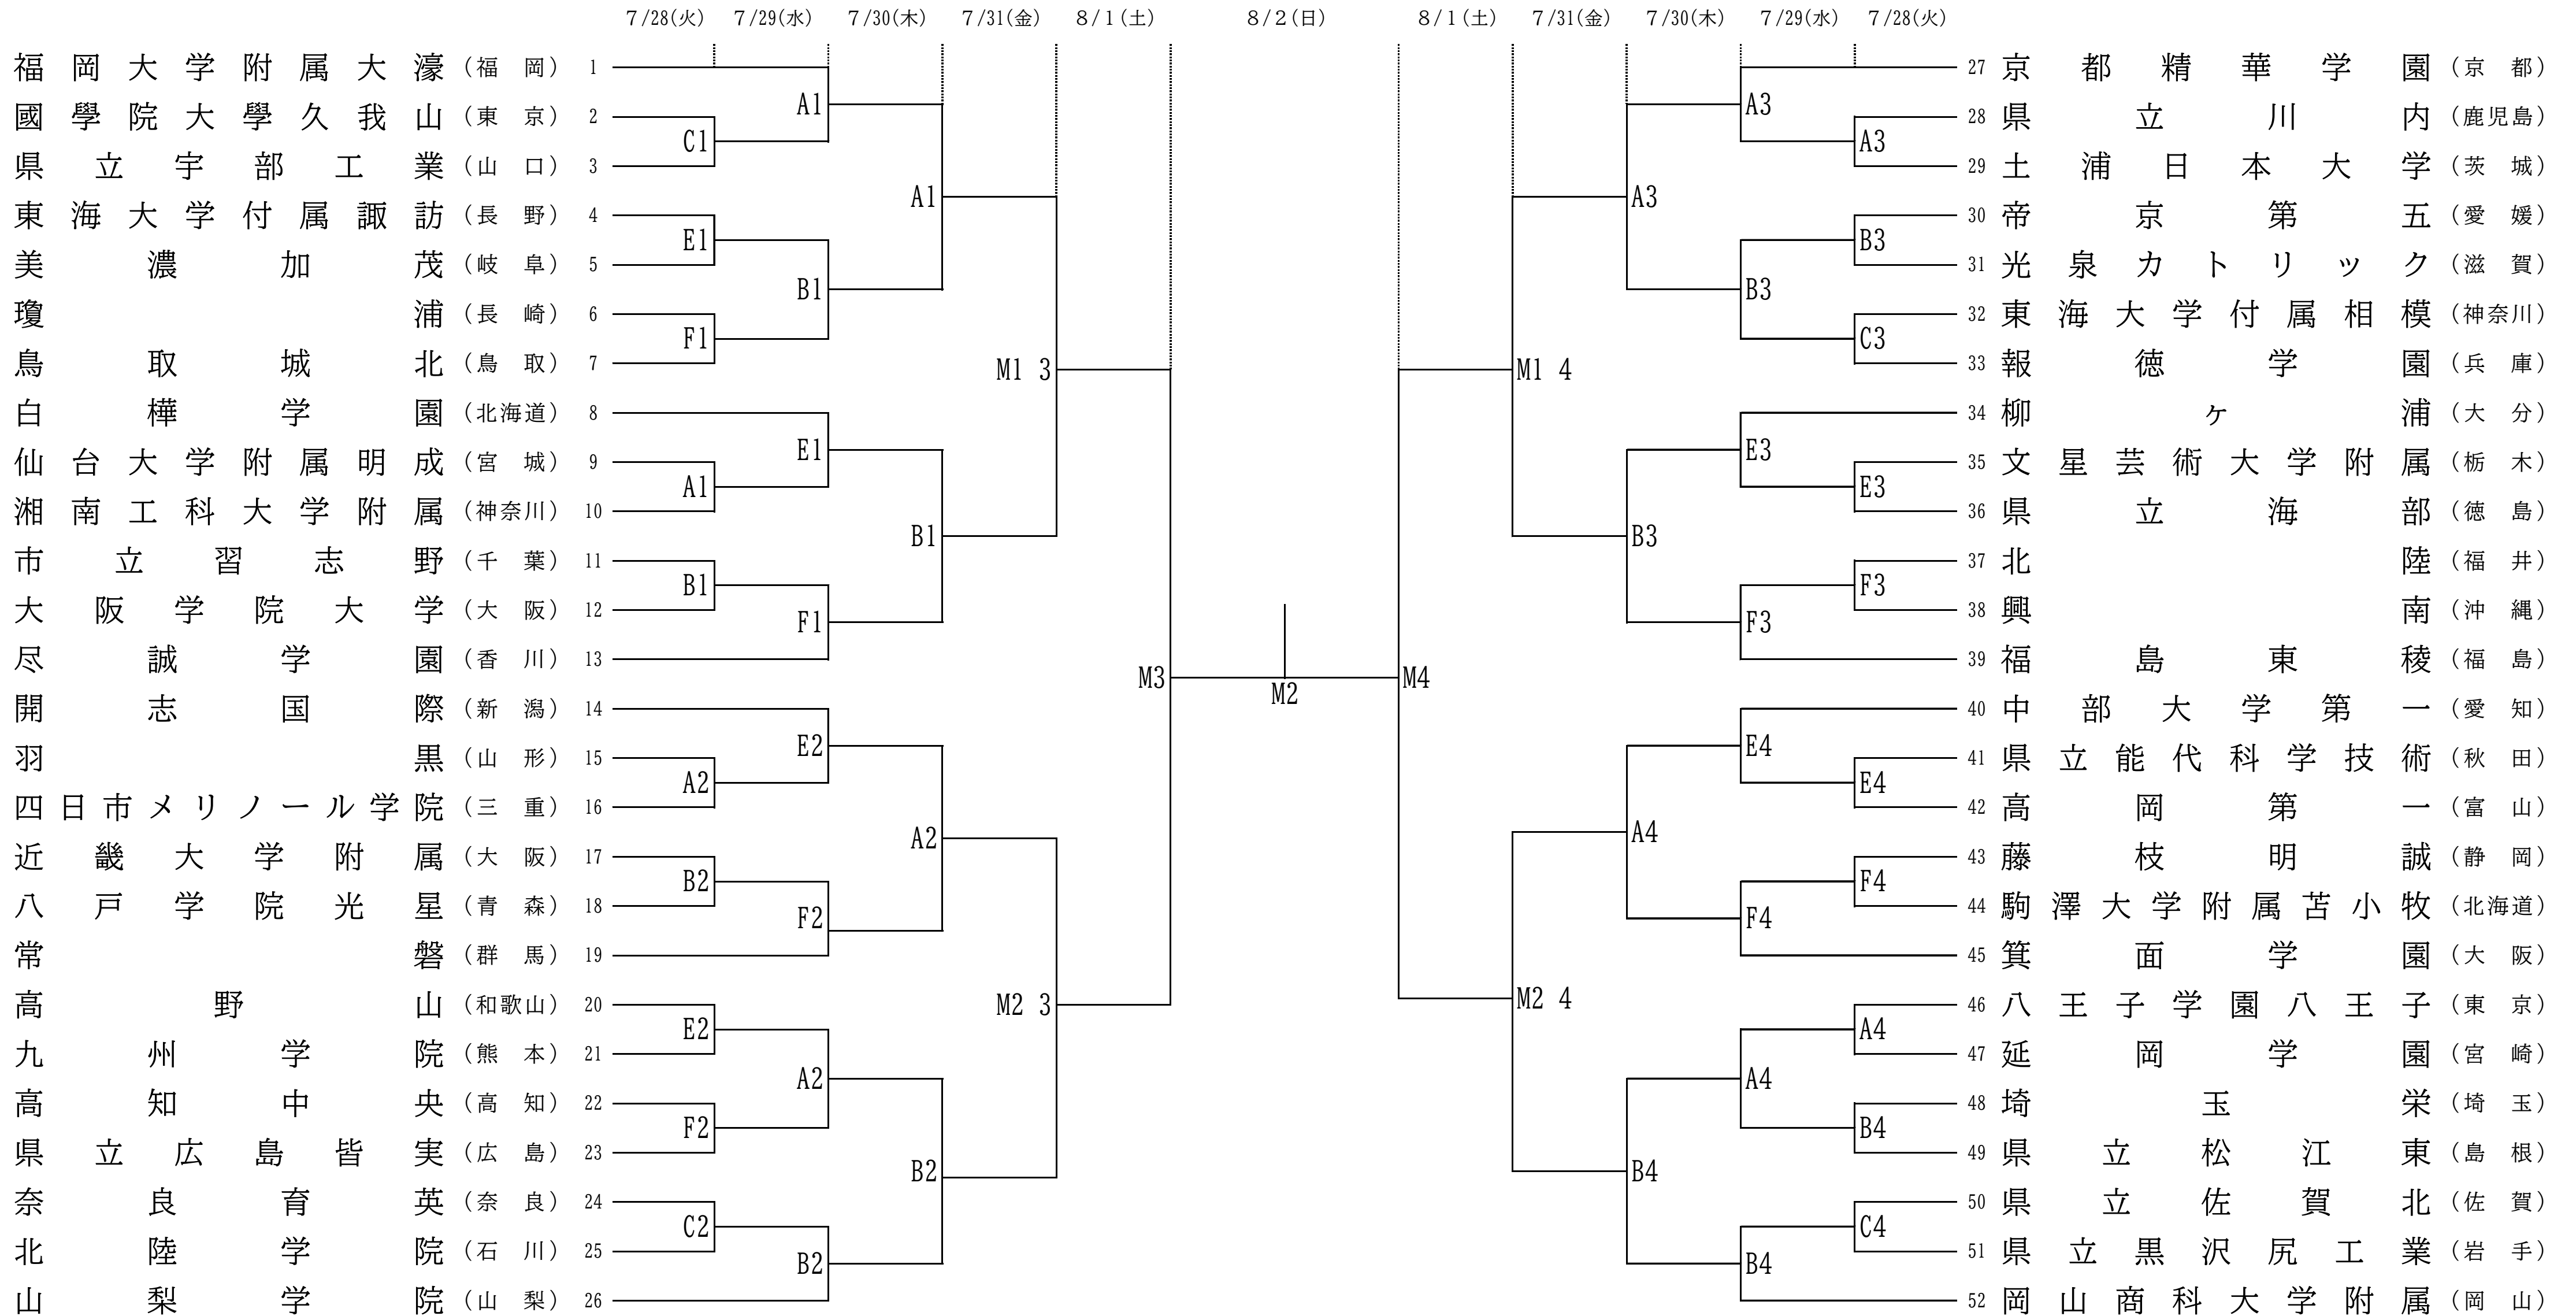 7/28(火) 7/29(水) 7/30(木) 7/31(金) 8/1(土) 8/2(日) 8/1(土) 7/31(金) 7/30(木) 7/29(水) 7/28(火)
福岡大学附属大濠(福岡) 1 27 京都精華学園(京都)
A1 A3
國學院大學久我山(東京) 2 28 県立川内(鹿児島)
C1 A3
県立宇部工業(山口) 3 29 土浦日本大学(茨城)
A1 A3
東海大学付属諏訪(長野) 4 30 帝京第五(愛媛)
E1 B3
美濃加茂(岐阜) 5 31 光泉カトリック(滋賀)
B1 B3
瓊浦(長崎) 6 32 東海大学付属相模(神奈川)
F1 C3
鳥取城北(鳥取) 7 33 報徳学園(兵庫)
M1 3 M1 4
白樺学園(北海道) 8 34 柳ヶ浦(大分)
E1 E3
仙台大学附属明成(宮城) 9 35 文星芸術大学附属(栃木)
A1 E3
湘南工科大学附属(神奈川) 10 36 県立海部(徳島)
B1 B3
市立習志野(千葉) 11 37 北陸(福井)
B1 F3
大阪学院大学(大阪) 12 38 興南(沖縄)
F1 F3
尽誠学園(香川) 13 39 福島東稜(福島)
M3 M2 M4
開志国際(新潟) 14 40 中部大学第一(愛知)
E2 E4
羽黒(山形) 15 41 県立能代科学技術(秋田)
A2 E4
四日市メリノール学院(三重) 16 42 高岡第一(富山)
A2 A4
近畿大学附属(大阪) 17 43 藤枝明誠(静岡)
B2 F4
八戸学院光星(青森) 18 44 駒澤大学附属苫小牧(北海道)
F2 F4
常磐(群馬) 19 45 箕面学園(大阪)
M2 3 M2 4
高野山(和歌山) 20 46 八王子学園八王子(東京)
E2 A4
九州学院(熊本) 21 47 延岡学園(宮崎)
A2 A4
高知中央(高知) 22 48 埼玉栄(埼玉)
F2 B4
県立広島皆実(広島) 23 49 県立松江東(島根)
B2 B4
奈良育英(奈良) 24 50 県立佐賀北(佐賀)
C2 C4
北陸学院(石川) 25 51 県立黒沢尻工業(岩手)
B2 B4
山梨学院(山梨) 26 52 岡山商科大学附属(岡山)